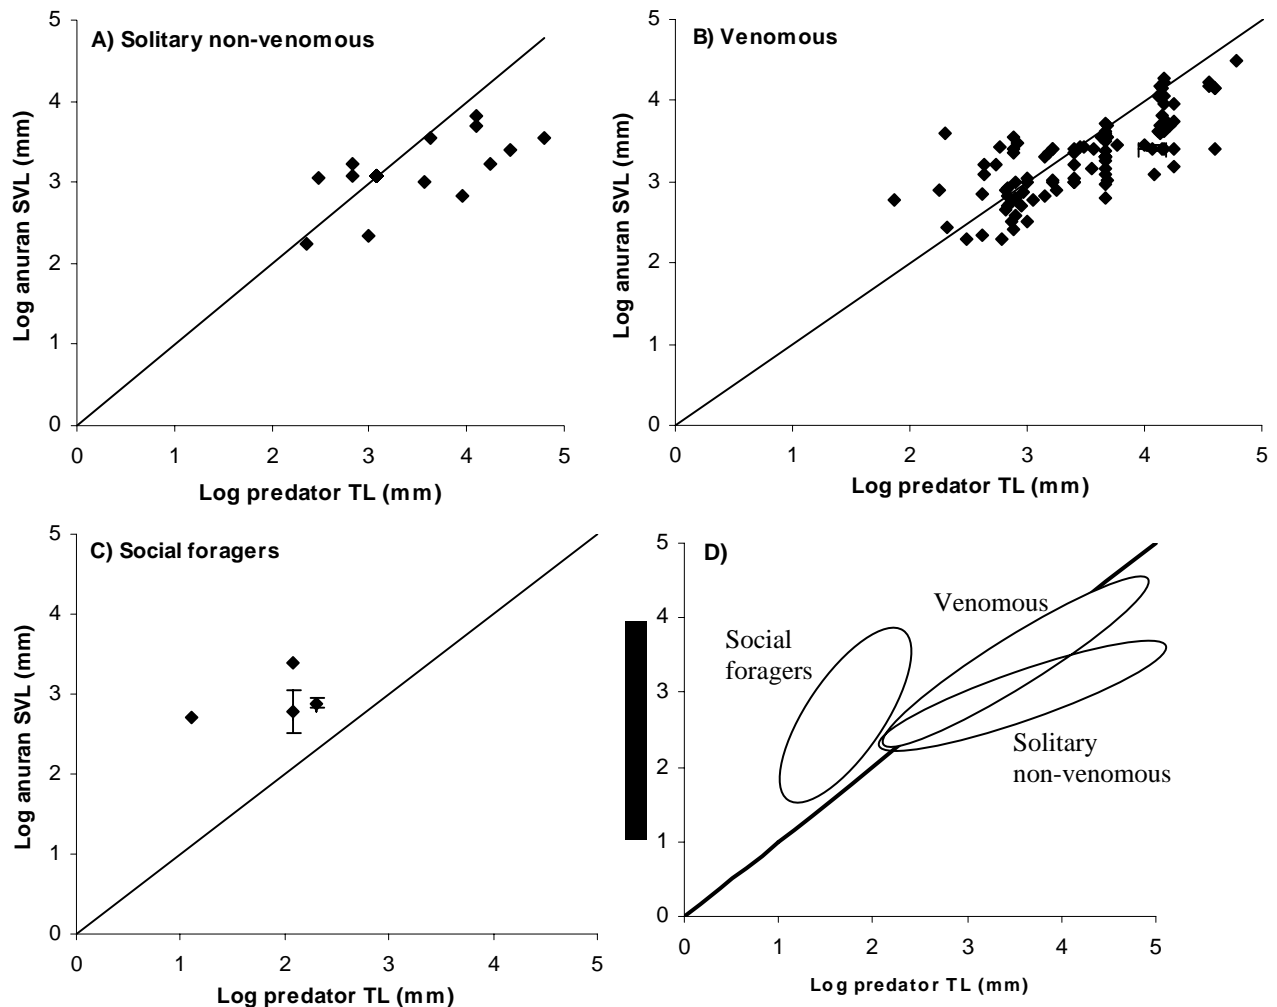 A) Solitary non-venomous
Log anuran SVL (mm)
5
4
3
2
1
0
0 1 2 3 4 5
Log predator TL (mm)
B) Venomous
Log anuran SVL (mm)
5
4
3
2
1
0
0 1 2 3 4 5
Log predator TL (mm)
C) Social foragers
Log anuran SVL (mm)
5
4
3
2
1
0
0 1 2 3 4 5
Log predator TL (mm)
D)
5
4
3
2
1
0
Venomous
Social
foragers
Solitary
non-venomous
0 1 2 3 4 5
Log predator TL (mm)